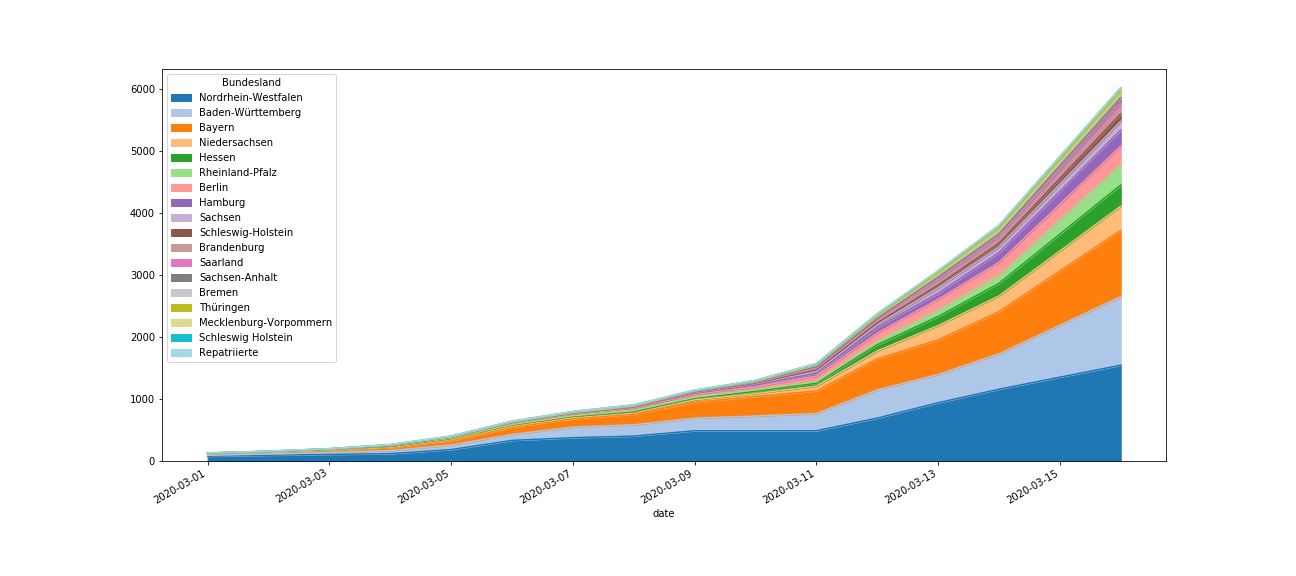 Bundesland
Nordrhein-Westfalen
Baden-Württemberg
Bayern
Niedersachsen
Hessen
Rheinland-Pfalz
Berlin
Hamburg
Sachsen
Schleswig-Holstein
Brandenburg
Saarland
Sachsen-Anhalt
Bremen
Thüringen
Mecklenburg-Vorpommern
Schleswig Holstein
Repatriierte
6000
5000
4000
3000
2000
1000
0
2020-03-01
2020-03-03
2020-03-05
2020-03-07
2020-03-09
2020-03-11
2020-03-13
2020-03-15
date